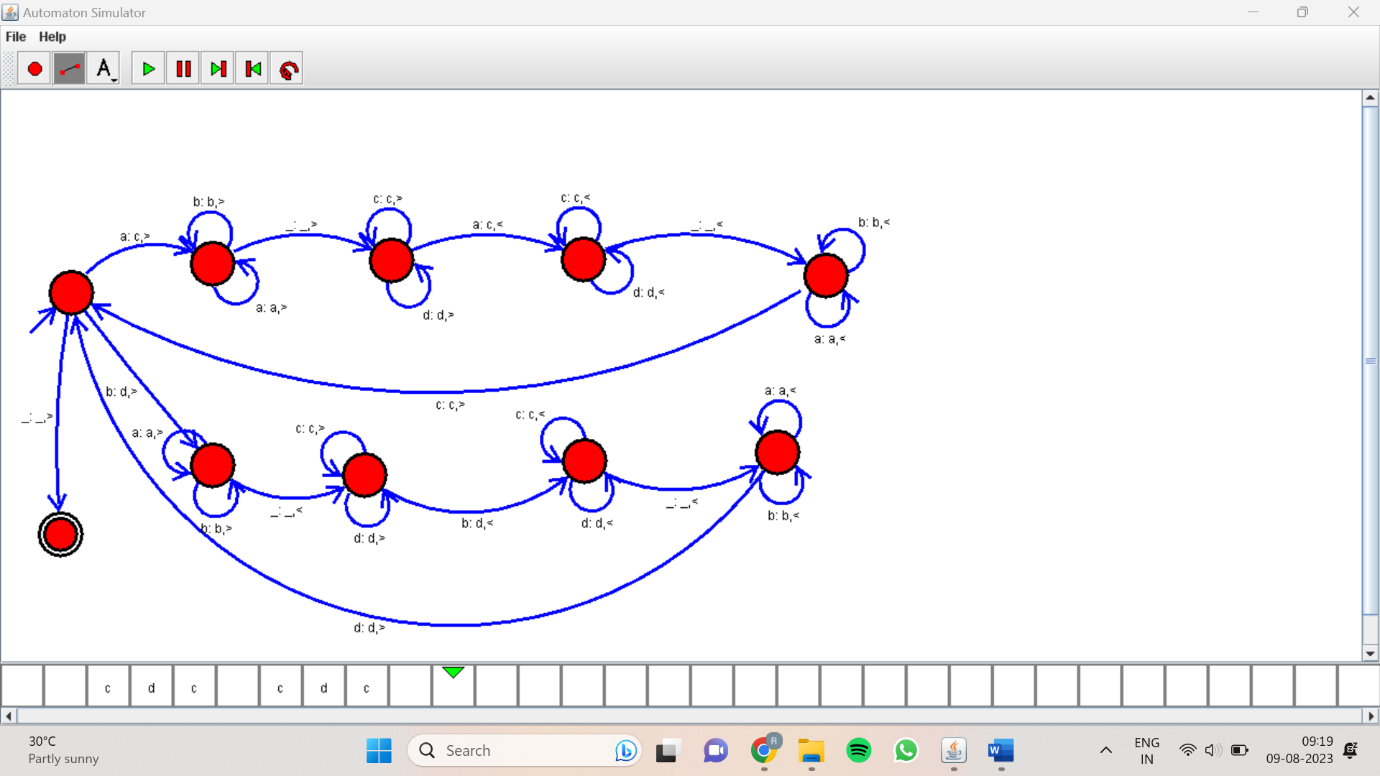 Automaton Simulator
File Help
A
b: b,>
c: c,>
c: c,<
a: c,>
_: _,>
a: c,<
_: _,<
b: b,<
a: a,>
d: d,>
d: d,<
a: a,<
c: c,>
b: d,>
_: _,>
a: a,>
c: c,>
c: c,<
a: a,<
b: b,>
_: _,<
d: d,>
b: d,<
d: d,<
_: _,<
b: b,<
d: d,>
c d c c d c
30°C
Partly sunny
Search
R
W
ENG
IN
09:19
09-08-2023